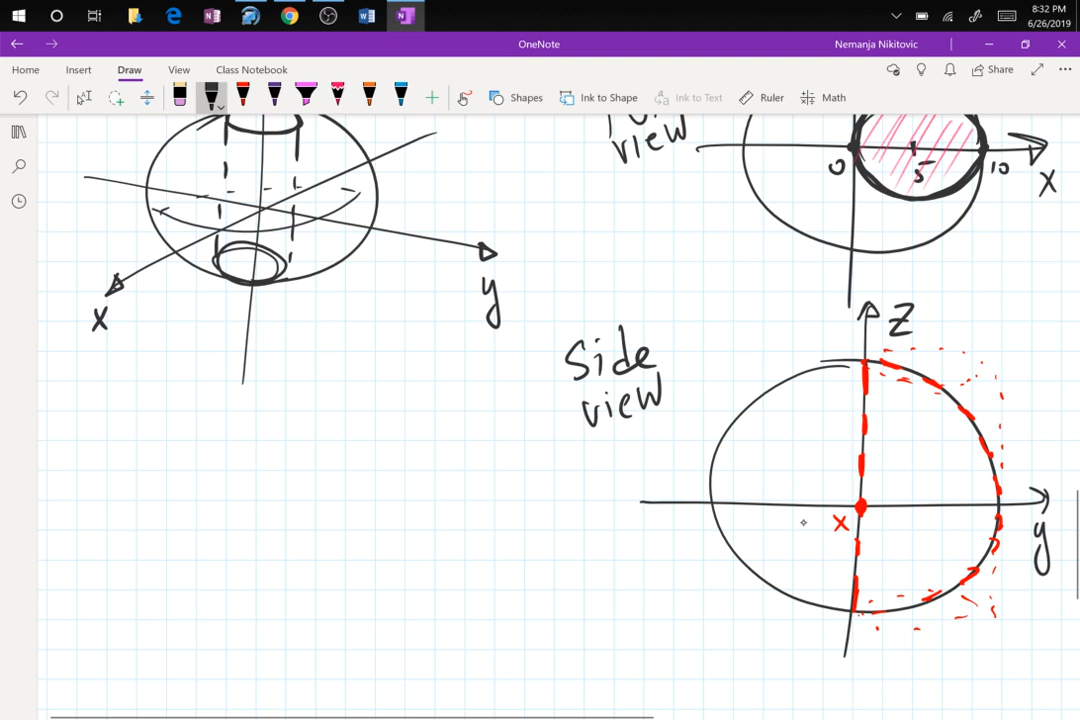 8:32 PM
6/26/2019
OneNote
Nemanja Nikitovic
Home
Insert
Draw
View
Class Notebook
Share
Shapes
Ink to Shape
Ink to Text
Ruler
Math
view
0
5
10
x
x
y
Side
view
z
x
y